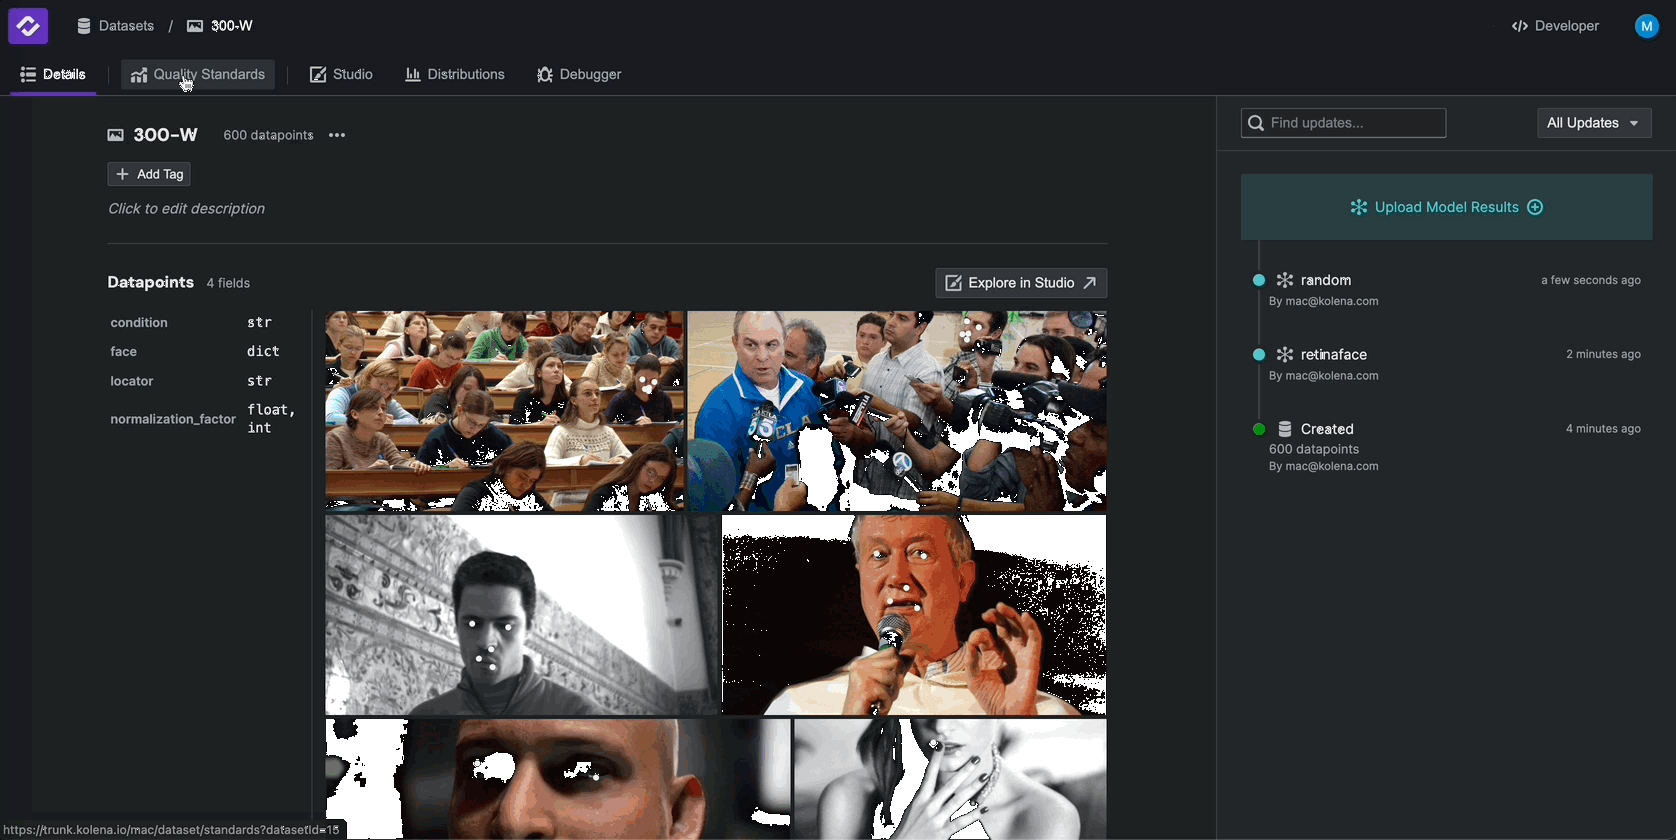 Datasets / 300-W
Developer
M
Details
Quality Standards
Studio
Distributions
Debugger
300-W 600 datapoints •••
+ Add Tag
Click to edit description
Datapoints 4 fields
Explore in Studio
condition str
face dict
locator str
normalization_factor float,
int
Find updates...
All Updates
Upload Model Results
random a few seconds ago
By mac@kolena.com
retinaface 2 minutes ago
By mac@kolena.com
Created 4 minutes ago
600 datapoints
By mac@kolena.com
https://trunk.kolena.io/mac/dataset/standards?datasetId=15